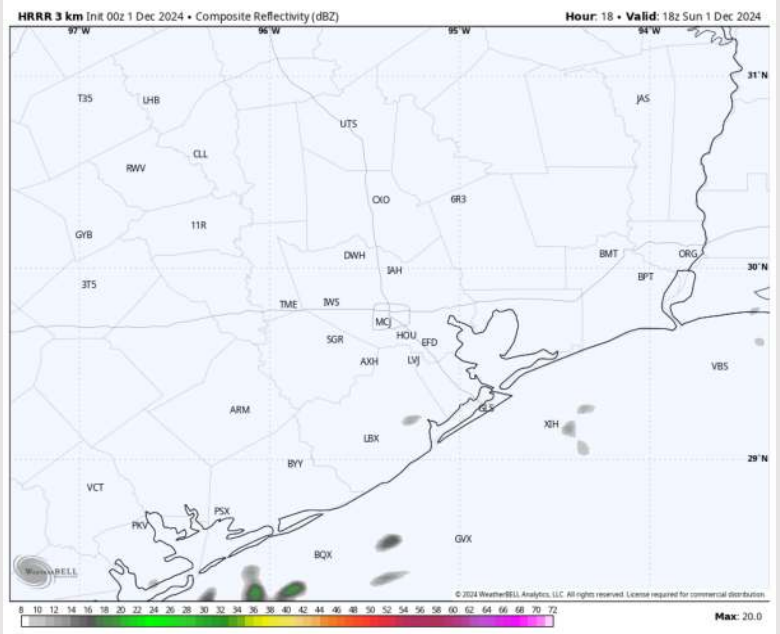 HRRR 3 km Init 00z 1 Dec 2024 • Composite Reflectivity (dBZ) Hour: 18 • Valid: 18z Sun 1 Dec 2024
97°W 96°W 95°W 94°W
31°N
T35 LHB JAS
UTS
CLL
RWV
CXO 6R3
11R
GYB
DWH BMT ORG
IAH 30°N
BPT
3T5
TME IWS
MCJ
HOU
SGR EFD
AXH LVJ VBS
GLS
ARM
XIH
LBX
29°N
BYY
VCT
PSX
PKV
GVX
BQX
WeatherBELL
© 2024 WeatherBELL Analytics, LLC. All rights reserved. License required for commercial distribution.
8 10 12 14 16 18 20 22 24 26 28 30 32 34 36 38 40 42 44 46 48 50 52 54 56 58 60 62 64 66 68 70 72 Max: 20.0